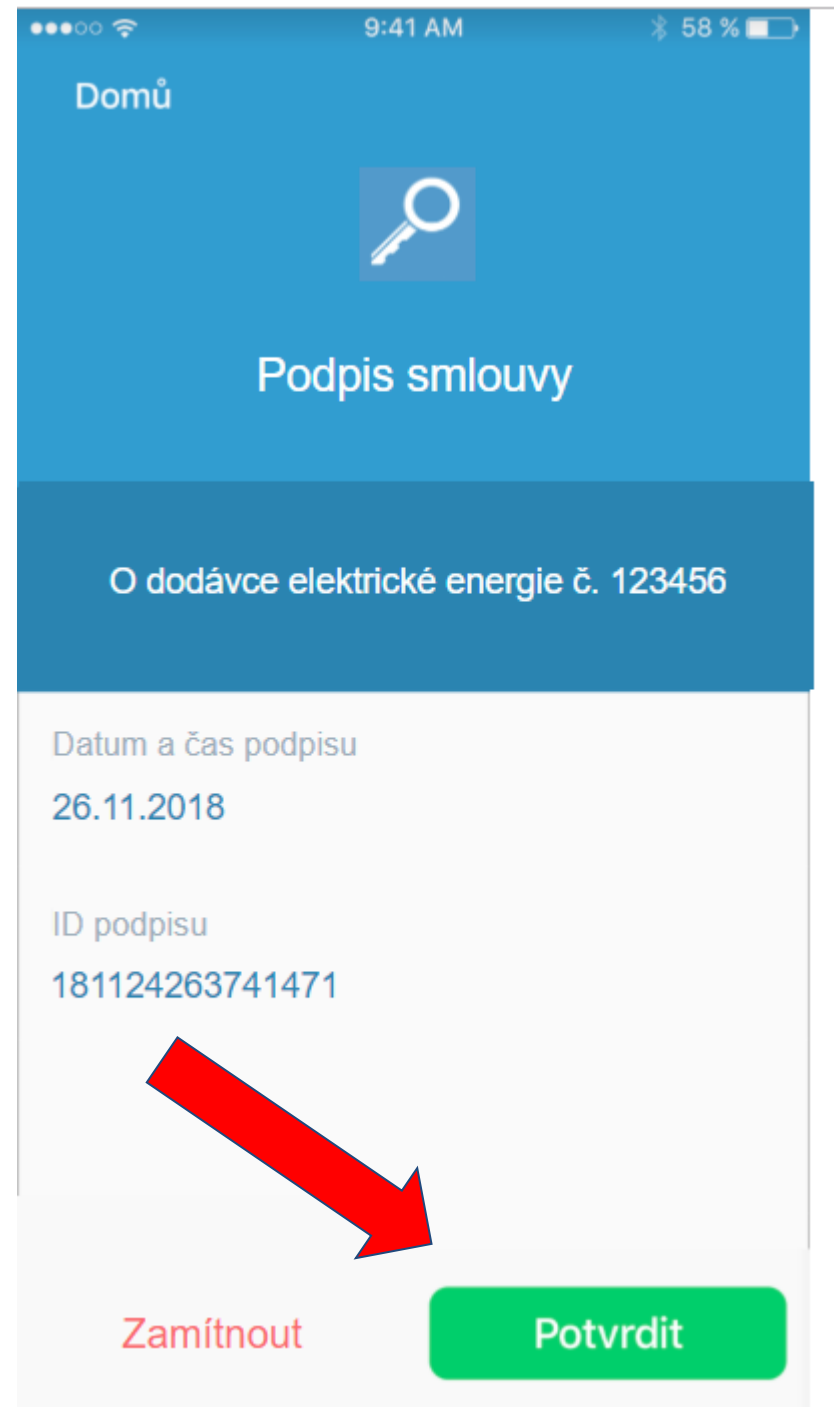 9:41 AM
58 %
Domů
Podpis smlouvy
O dodávce elektrické energie č. 123456
Datum a čas podpisu
26.11.2018
ID podpisu
181124263741471
Zamítnout
Potvrdit